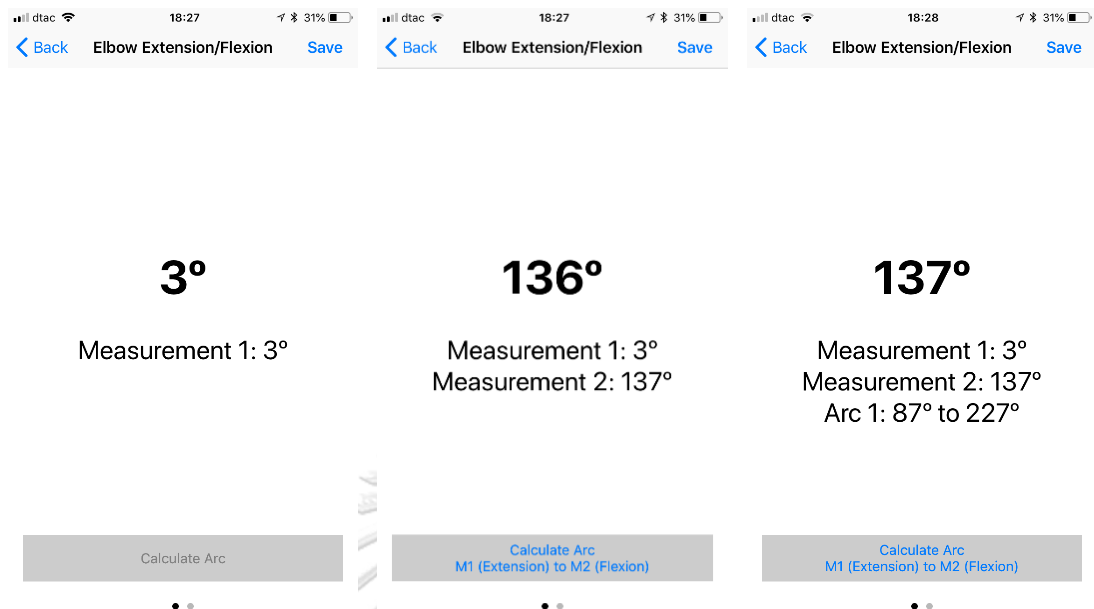 dtac 18:27 31%
Back Elbow Extension/Flexion Save
3º
Measurement 1: 3º
Calculate Arc
dtac 18:27 31%
Back Elbow Extension/Flexion Save
136º
Measurement 1: 3º
Measurement 2: 137º
Calculate Arc
M1 (Extension) to M2 (Flexion)
dtac 18:28 31%
Back Elbow Extension/Flexion Save
137º
Measurement 1: 3º
Measurement 2: 137º
Arc 1: 87º to 227º
Calculate Arc
M1 (Extension) to M2 (Flexion)